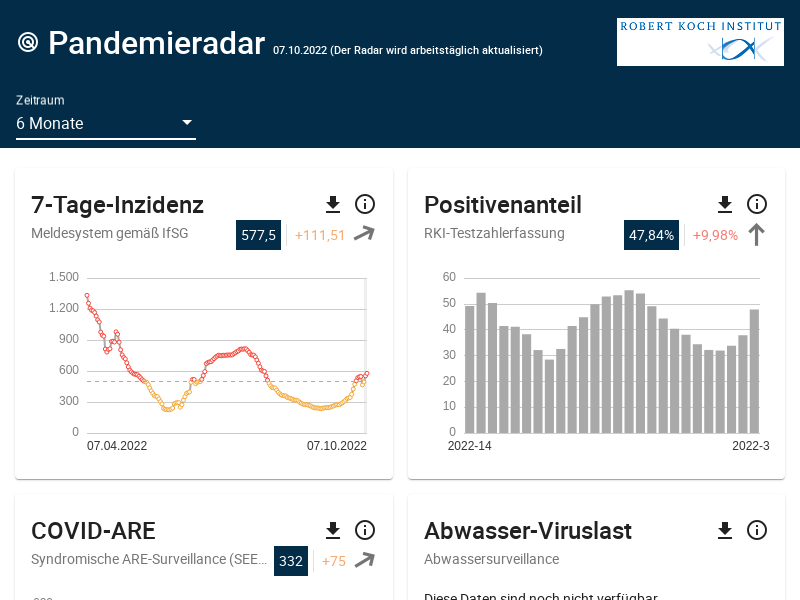 Pandemieradar 07.10.2022 (Der Radar wird arbeitstäglich aktualisiert)
ROBERT KOCH INSTITUT
Zeitraum
6 Monate
7-Tage-Inzidenz
Meldesystem gemäß IfSG 577,5 +111,51
1.500
1.200
900
600
300
0
07.04.2022 07.10.2022
Positivenanteil
RKI-Testzahlerfassung 47,84% +9,98%
60
50
40
30
20
10
0
2022-14 2022-3
COVID-ARE
Syndromische ARE-Surveillance (SEE... 332 +75
Abwasser-Viruslast
Abwassersurveillance
Diese Daten sind noch nicht verfügbar